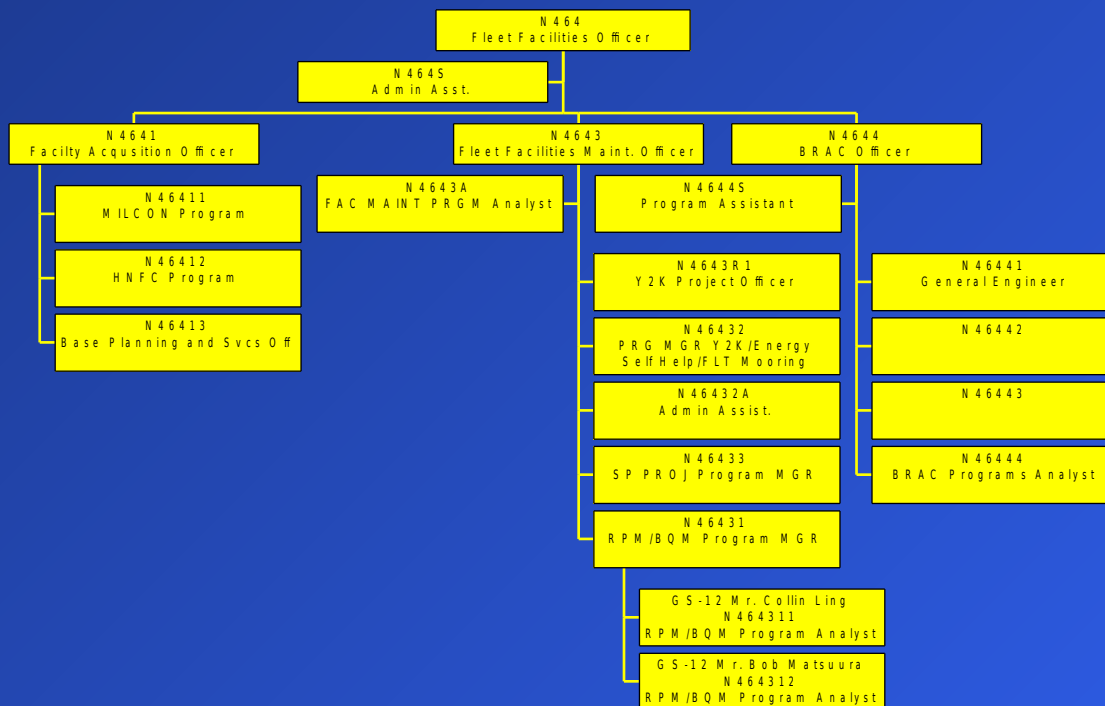 N464
Fleet Facilities Officer
N464S
Admin Asst.
N4641
Facilty Acqusition Officer
N4643
Fleet Facilities Maint. Officer
N4644
BRAC Officer
N46411
MILCON Program
N46412
HNFC Program
N46413
Base Planning and Svcs Off
N4643A
FAC MAINT PRGM Analyst
N4644S
Program Assistant
N4643R1
Y2K Project Officer
N46432
PRG MGR Y2K/Energy
Self Help/FLT Mooring
N46432A
Admin Assist.
N46433
SP PROJ Program MGR
N46431
RPM/BQM Program MGR
GS-12 Mr. Collin Ling
N464311
RPM/BQM Program Analyst
GS-12 Mr. Bob Matsuura
N464312
RPM/BQM Program Analyst
N46441
General Engineer
N46442
N46443
N46444
BRAC Programs Analyst